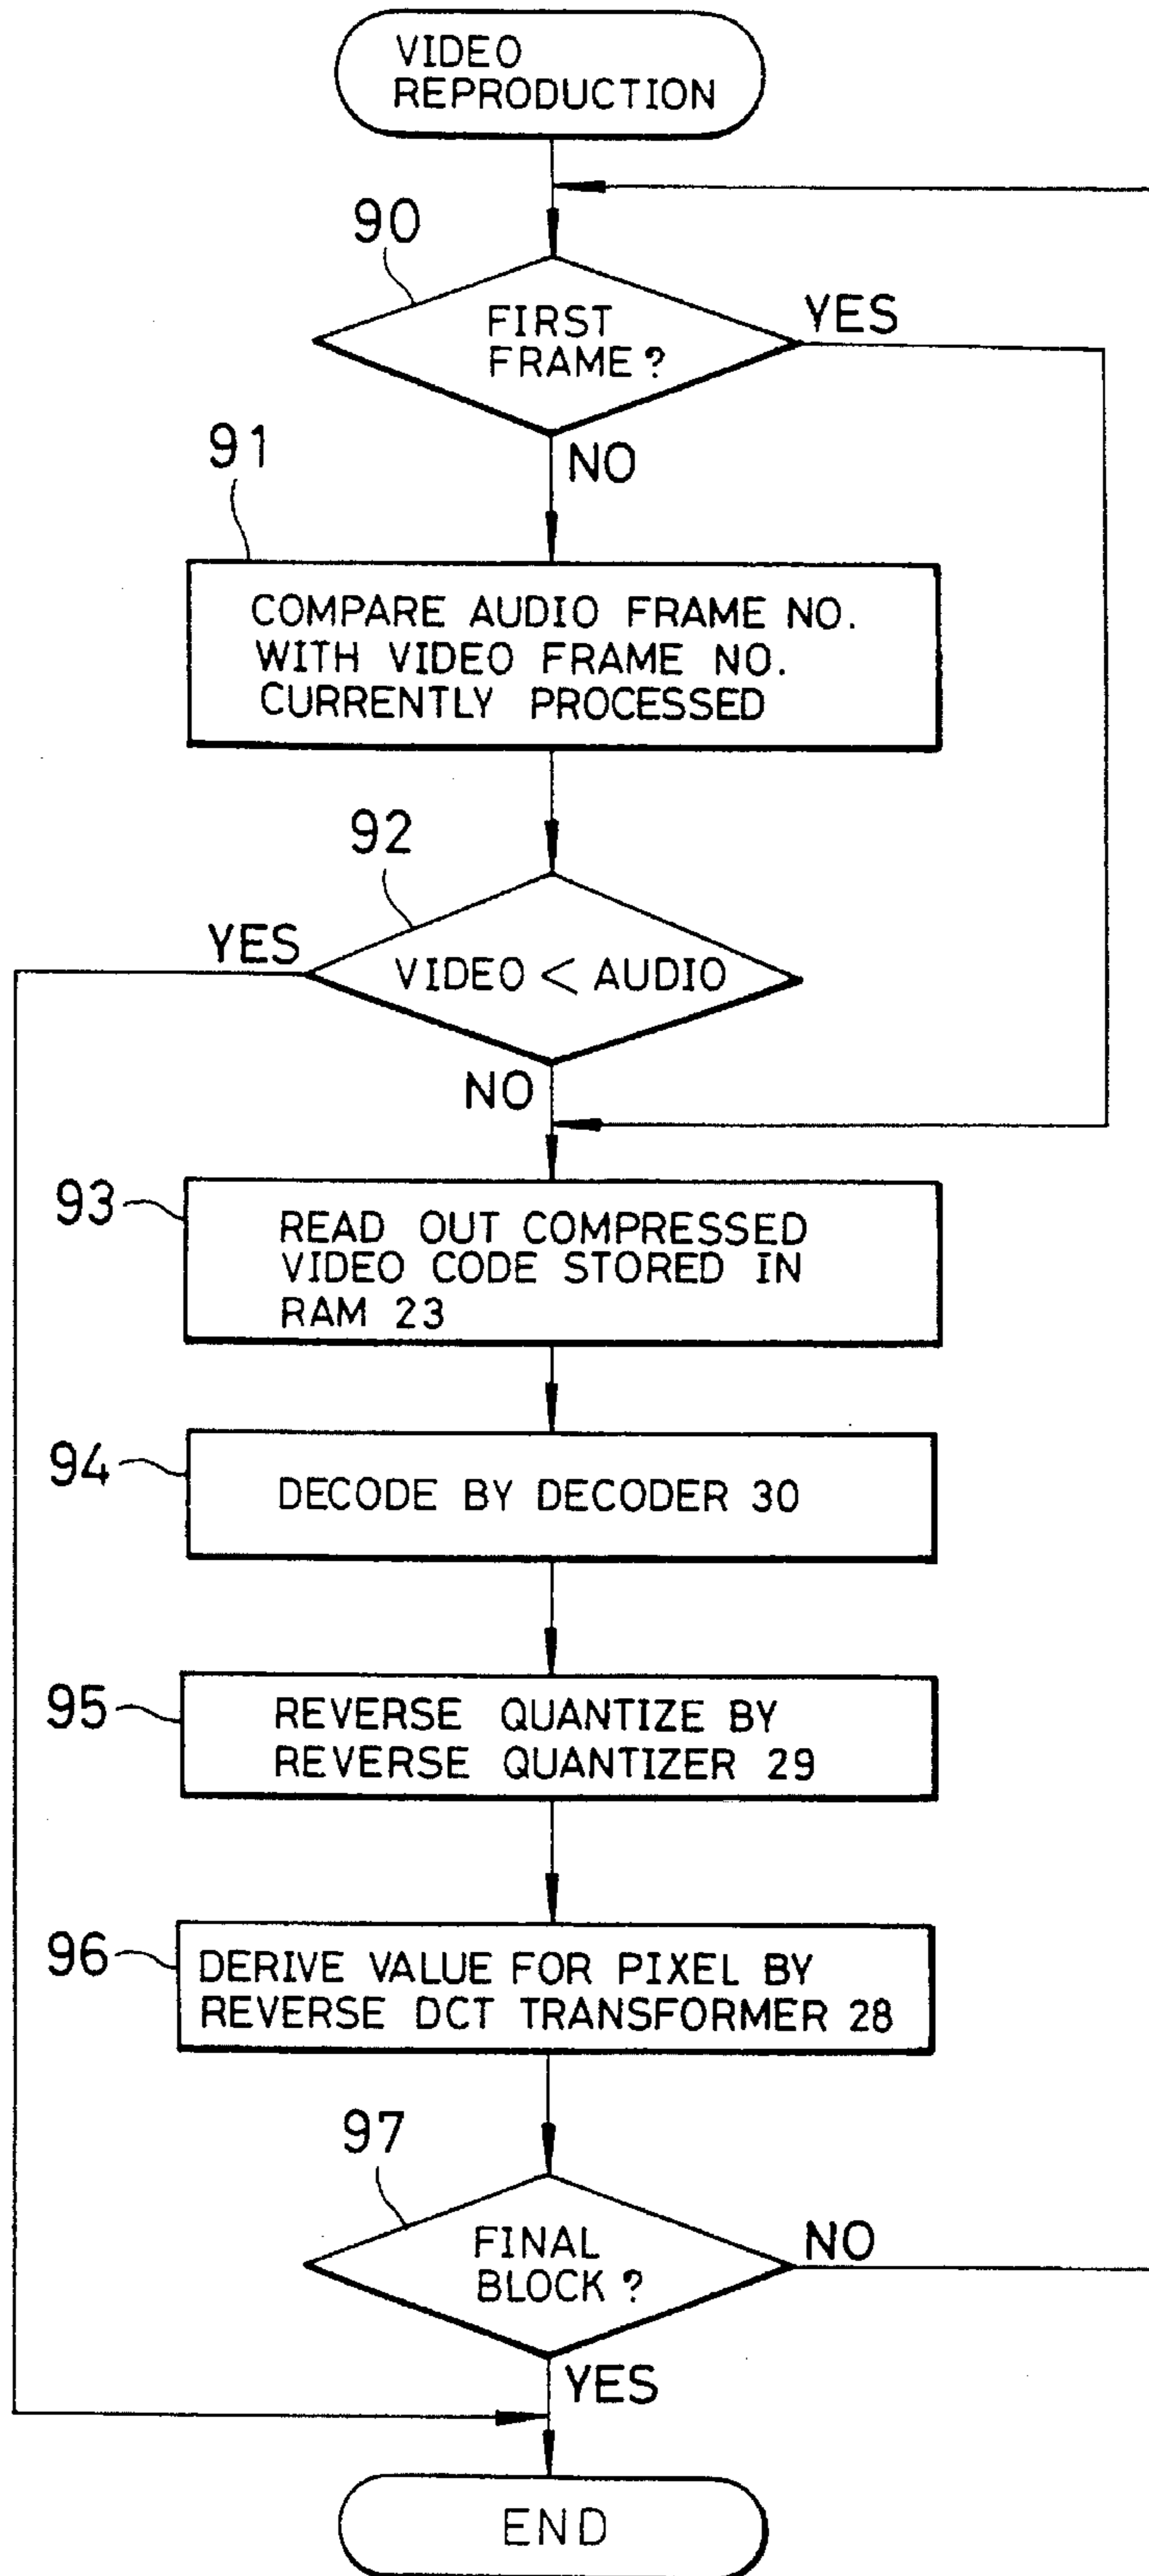 VIDEO
REPRODUCTION
90
FIRST
FRAME?
YES
NO
91
COMPARE AUDIO FRAME NO.
WITH VIDEO FRAME NO.
CURRENTLY PROCESSED
92
YES
VIDEO < AUDIO
NO
93
READ OUT COMPRESSED
VIDEO CODE STORED IN
RAM 23
94
DECODE BY DECODER 30
95
REVERSE QUANTIZE BY
REVERSE QUANTIZER 29
96
DERIVE VALUE FOR PIXEL BY
REVERSE DCT TRANSFORMER 28
97
FINAL
BLOCK?
NO
YES
END